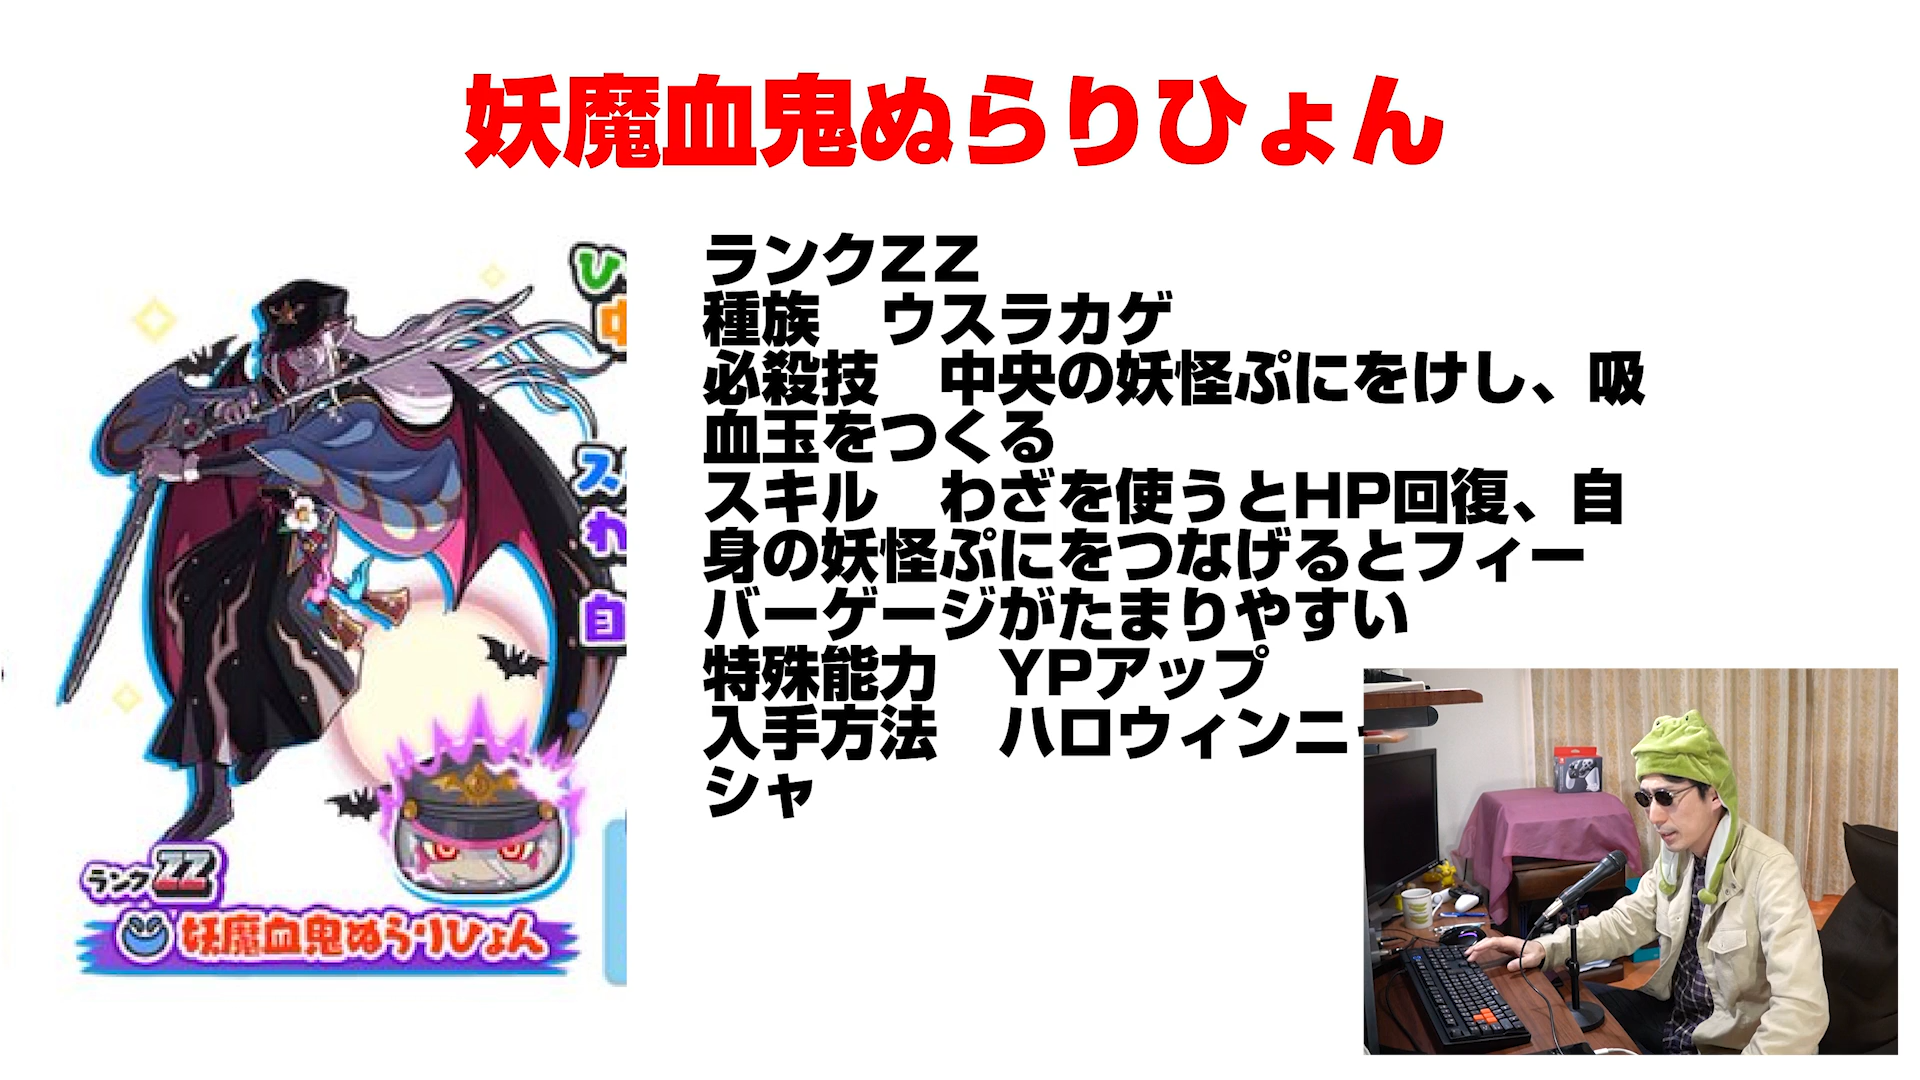 妖魔血鬼ぬらりひょん
ランクZZ
種族　ウスラカゲ
必殺技　中央の妖怪ぷにをけし、吸
血玉をつくる
スキル　わざを使うとHP回復、自
身の妖怪ぷにをつなげるとフィー
バーゲージがたまりやすい
特殊能力　YPアップ
入手方法　ハロウィンニ
シャ
ひ
ス
わ
自
ランクZZ
妖魔血鬼ぬらりひょん